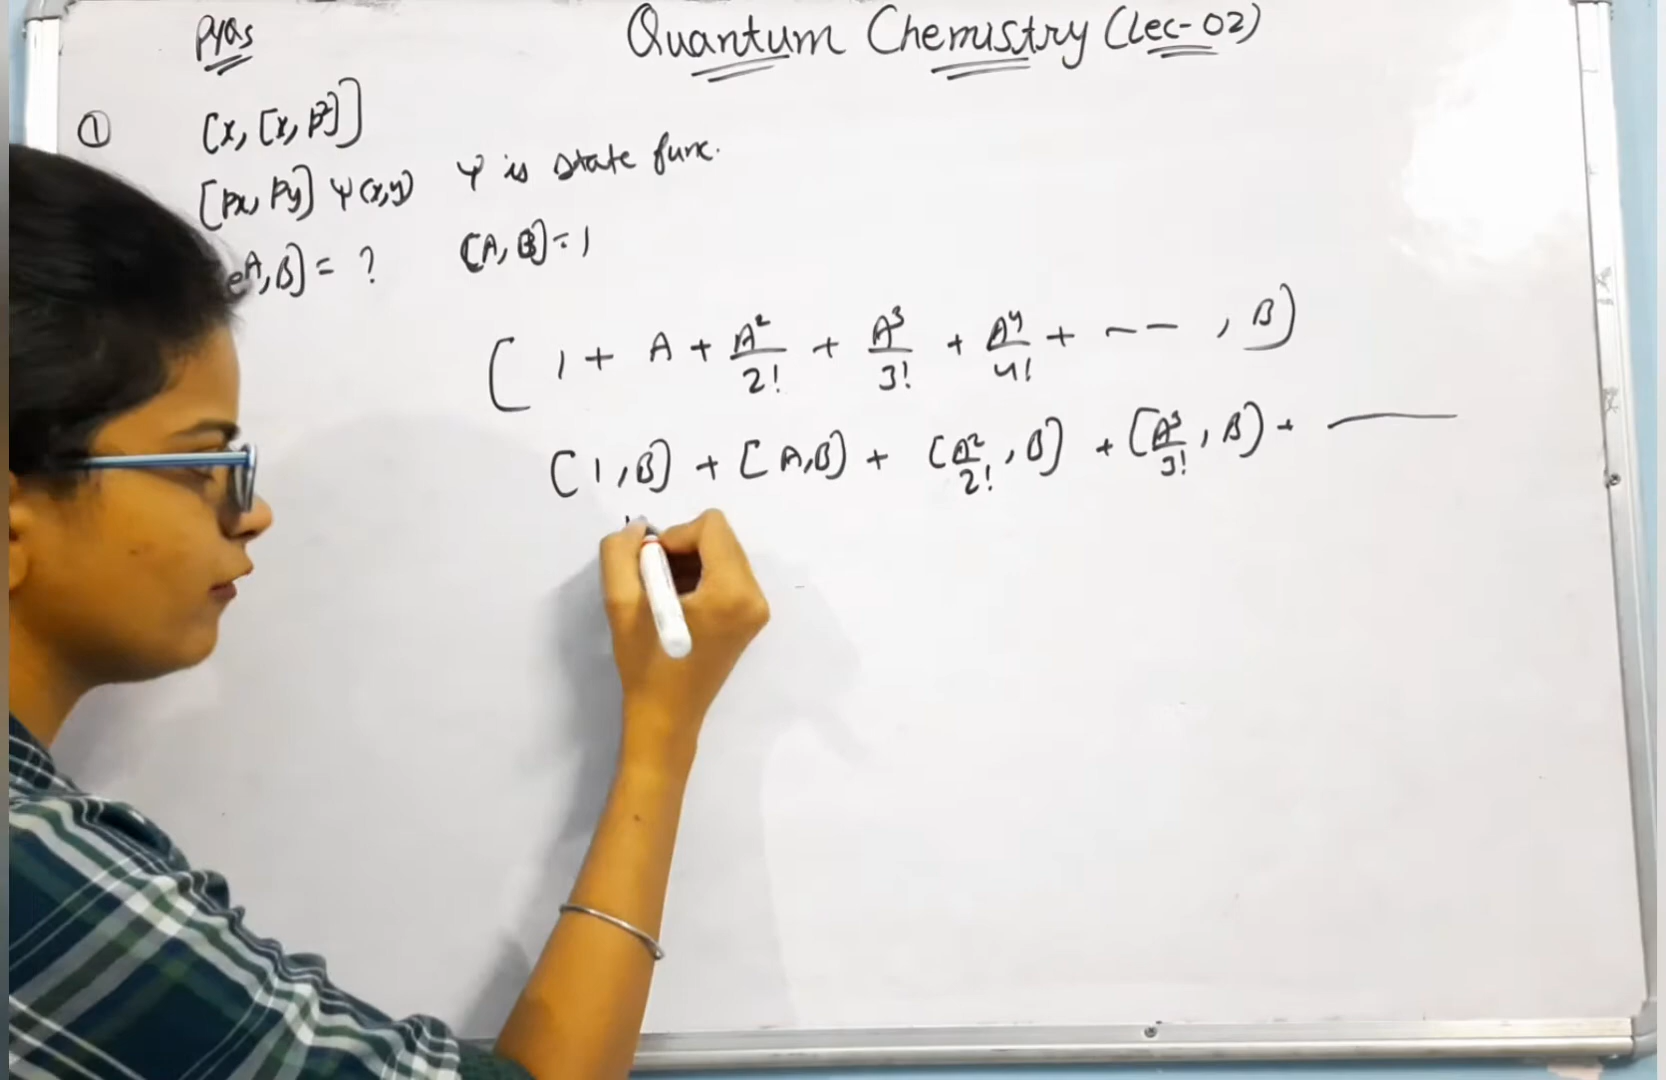 PYQs
Quantum Chemistry (Lec-02)
① [x, [x, p²]]
[px, py] ψ(x,y) ψ is state func.
eA, B] = ? [A, B] = 1
[ 1 + A + A²/2! + A³/3! + A⁴/4! + -- , B]
[1, B] + [A, B] + [A²/2!, B] + [A³/3!, B] + ——